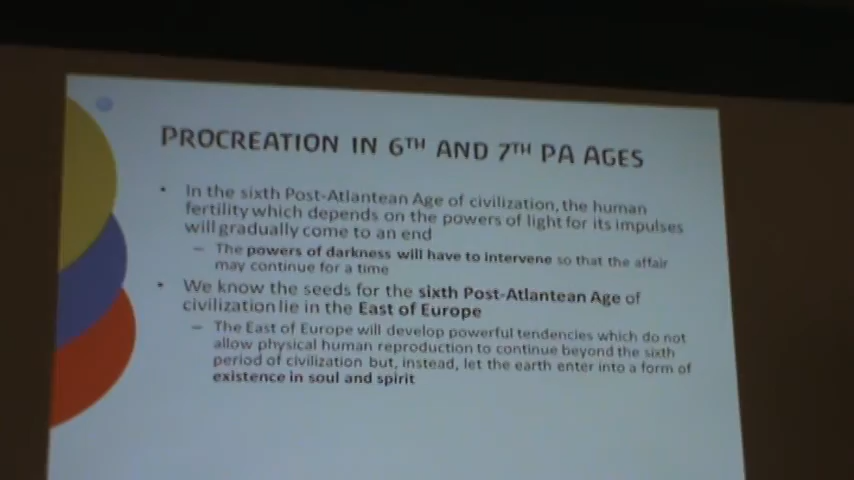 PROCREATION IN 6TH AND 7TH PA AGES
• In the sixth Post-Atlantean Age of civilization, the human
fertility which depends on the powers of light for its impulses
will gradually come to an end
– The powers of darkness will have to intervene so that the affair
may continue for a time
• We know the seeds for the sixth Post-Atlantean Age of
civilization lie in the East of Europe
– The East of Europe will develop powerful tendencies which do not
allow physical human reproduction to continue beyond the sixth
period of civilization but, instead, let the earth enter into a form of
existence in soul and spirit